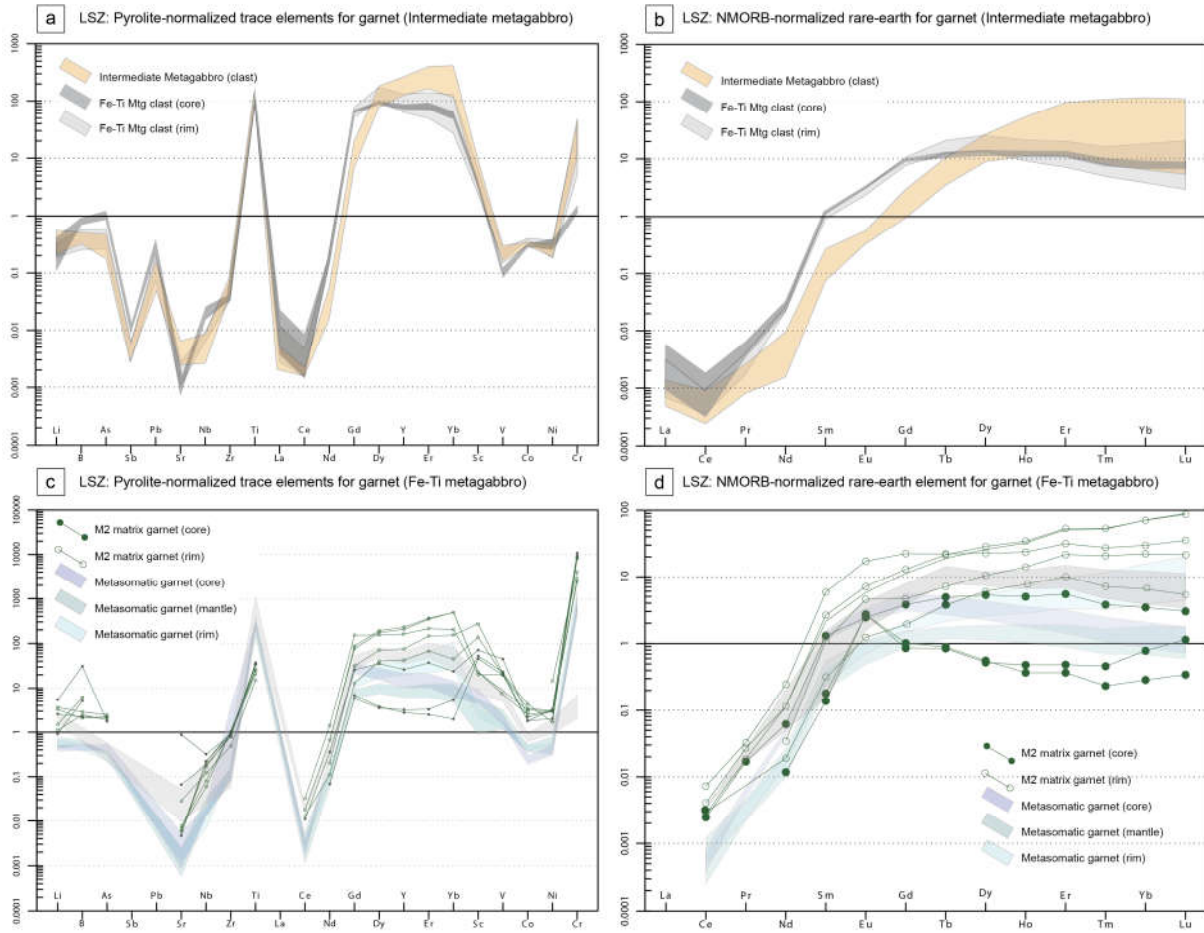 a
LSZ: Pyrolite-normalized trace elements for garnet (Intermediate metagabbro)
1000
100
10
1
0.1
0.01
0.001
0.0001
Intermediate Metagabbro (clast)
Fe-Ti Mtg clast (core)
Fe-Ti Mtg clast (rim)
Li As Pb Nb Ti Ce Gd Y Yb V Ni
B Sb Sr Zr La Nd Dy Er Sc Co Cr
b
LSZ: NMORB-normalized rare-earth for garnet (Intermediate metagabbro)
1000
100
10
1
0.1
0.01
0.001
0.0001
Intermediate Metagabbro (clast)
Fe-Ti Mtg clast (core)
Fe-Ti Mtg clast (rim)
La Pr Sm Gd Dy Er Yb
Ce Nd Eu Tb Ho Tm Lu
c
LSZ: Pyrolite-normalized trace elements for garnet (Fe-Ti metagabbro)
100000
10000
1000
100
10
1
0.1
0.01
0.001
0.0001
M2 matrix garnet (core)
M2 matrix garnet (rim)
Metasomatic garnet (core)
Metasomatic garnet (mantle)
Metasomatic garnet (rim)
Li As Pb Nb Ti Ce Gd Y Yb V Ni
B Sb Sr Zr La Nd Dy Er Sc Co Cr
d
LSZ: NMORB-normalized rare-earth element for garnet (Fe-Ti metagabbro)
100
10
1
0.1
0.01
0.001
0.0001
M2 matrix garnet (core)
M2 matrix garnet (rim)
Metasomatic garnet (core)
Metasomatic garnet (mantle)
Metasomatic garnet (rim)
La Pr Sm Gd Dy Er Yb
Ce Nd Eu Tb Ho Tm Lu